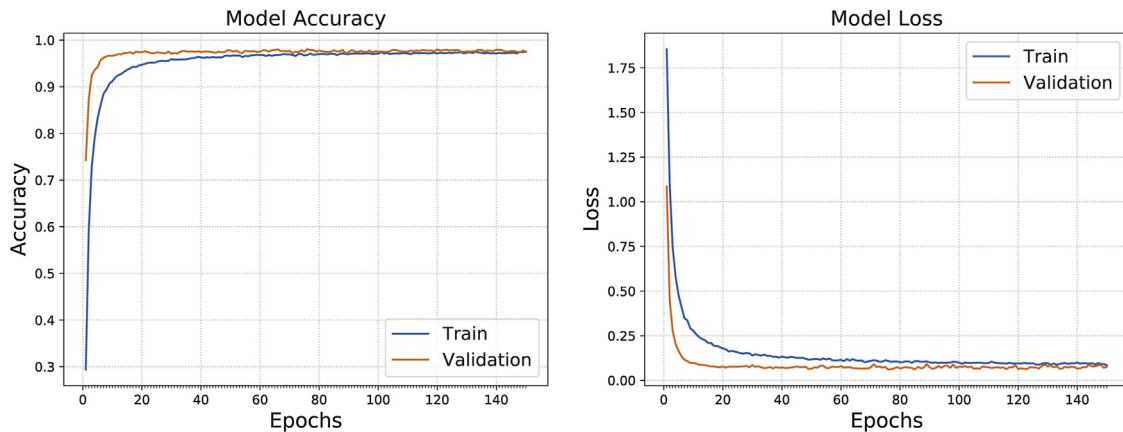 Model Accuracy
1.0
0.9
0.8
0.7
0.6
0.5
0.4
0.3
Accuracy
0 20 40 60 80 100 120 140
Epochs
Train
Validation
Model Loss
1.75
1.50
1.25
1.00
0.75
0.50
0.25
0.00
Loss
0 20 40 60 80 100 120 140
Epochs
Train
Validation